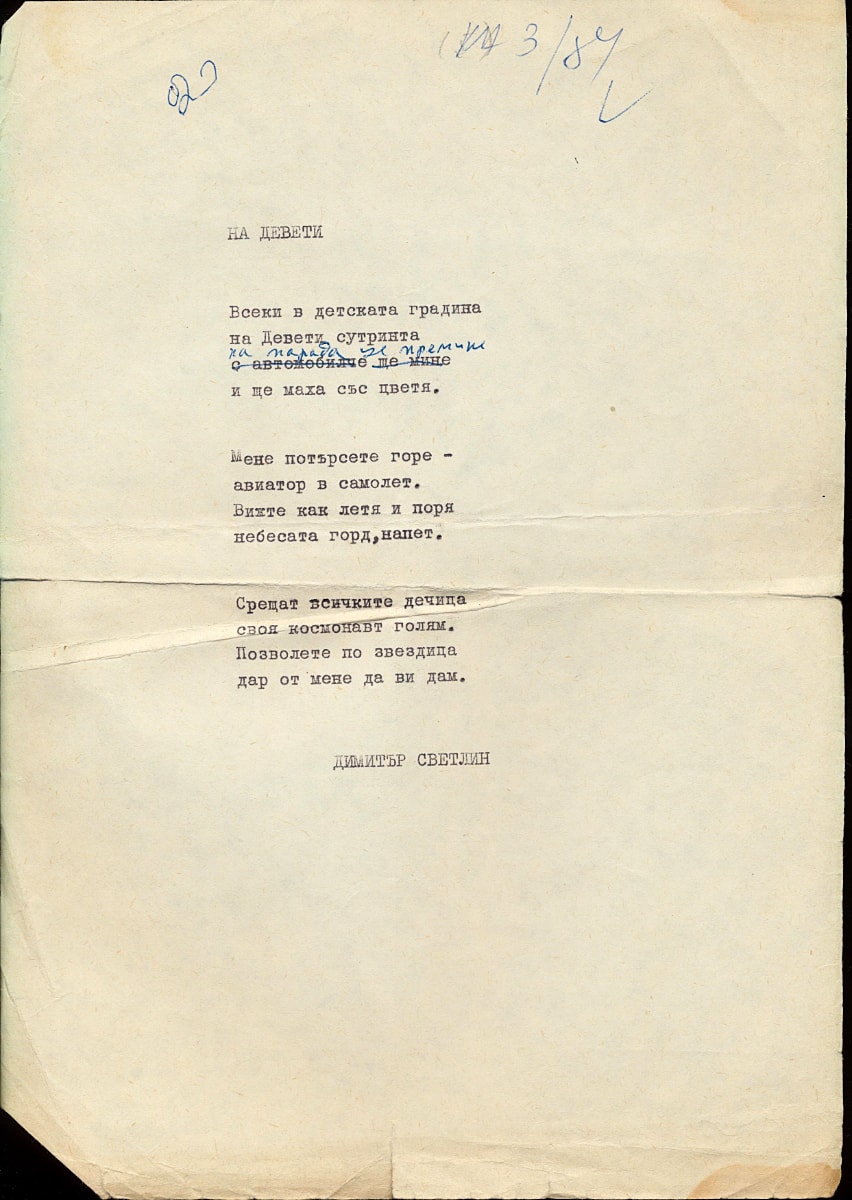 3/84
НА ДЕВЕТИ
Всеки в детската градина
на Девети сутринта
на парада ще премине
с автомобилче ще мине
и ще маха със цветя.
Мене потърсете горе -
авиатор в самолет.
Вижте как летя и поря
небесата горд,напет.
Срещат всичките дечица
своя космонавт голям.
Позволете по звездица
дар от мене да ви дам.
ДИМИТЪР СВЕТЛИН